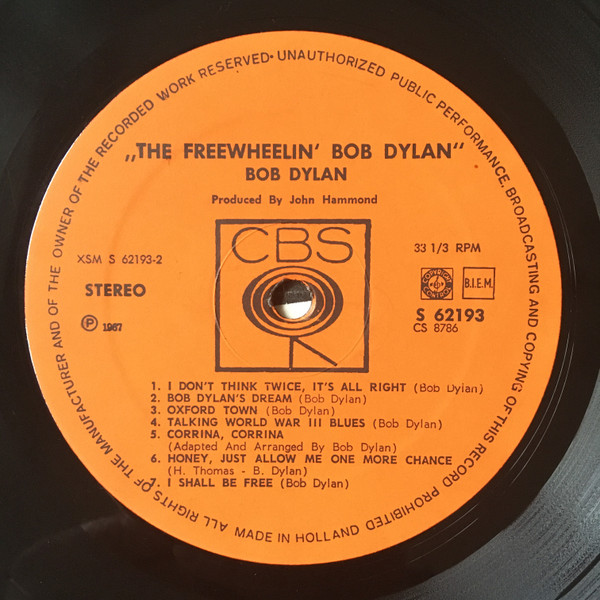 ALL RIGHTS OF THE MANUFACTURER AND OF THE OWNER OF THE RECORDED WORK RESERVED · UNAUTHORIZED PUBLIC PERFORMANCE, BROADCASTING AND COPYING OF THIS RECORD PROHIBITED
„THE FREEWHEELIN' BOB DYLAN"
BOB DYLAN
Produced By John Hammond
CBS
XSM S 62193-2
33 1/3 RPM
STEREO
B.I.E.M.
S 62193
CS 8786
Ⓟ 1967
1. I DON'T THINK TWICE, IT'S ALL RIGHT (Bob Dylan)
2. BOB DYLAN'S DREAM (Bob Dylan)
3. OXFORD TOWN (Bob Dylan)
4. TALKING WORLD WAR III BLUES (Bob Dylan)
5. CORRINA, CORRINA
(Adapted And Arranged By Bob Dylan)
6. HONEY, JUST ALLOW ME ONE MORE CHANCE
(H. Thomas - B. Dylan)
7. I SHALL BE FREE (Bob Dylan)
MADE IN HOLLAND